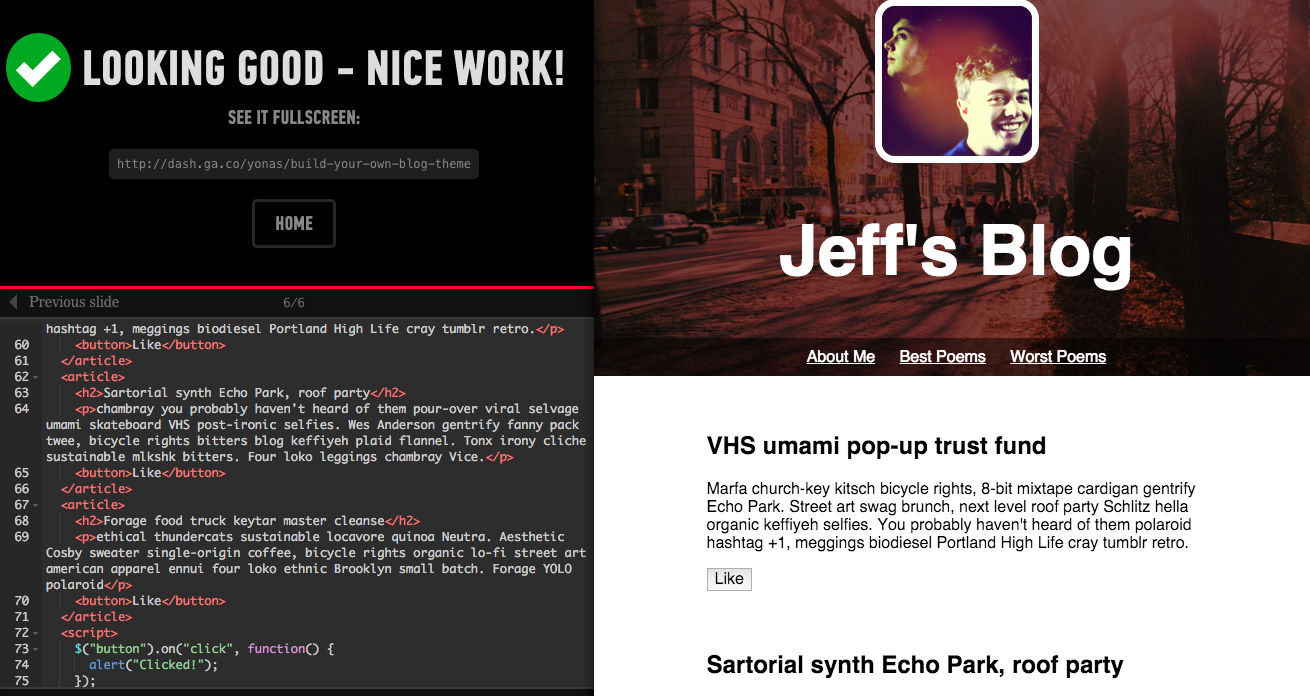 LOOKING GOOD - NICE WORK!
SEE IT FULLSCREEN:
http://dash.ga.co/yonas/build-your-own-blog-theme
HOME
Previous slide
6/6
hashtag +1, meggings biodiesel Portland High Life cray tumblr retro.</p>
60 <button>Like</button>
61 </article>
62 <article>
63 <h2>Sartorial synth Echo Park, roof party</h2>
64 <p>chambray you probably haven't heard of them pour-over viral selvage
umami skateboard VHS post-ironic selfies. Wes Anderson gentrify fanny pack
twee, bicycle rights bitters blog keffiyeh plaid flannel. Tonx irony cliche
sustainable mlkshk bitters. Four loko leggings chambray Vice.</p>
65 <button>Like</button>
66 </article>
67 <article>
68 <h2>Forage food truck keytar master cleanse</h2>
69 <p>ethical thundercats sustainable locavore quinoa Neutra. Aesthetic
Cosby sweater single-origin coffee, bicycle rights organic lo-fi street art
american apparel ennui four loko ethnic Brooklyn small batch. Forage YOLO
polaroid</p>
70 <button>Like</button>
71 </article>
72 <script>
73 $("button").on("click", function() {
74 alert("Clicked!");
75 });
Jeff's Blog
About Me Best Poems Worst Poems
VHS umami pop-up trust fund
Marfa church-key kitsch bicycle rights, 8-bit mixtape cardigan gentrify
Echo Park. Street art swag brunch, next level roof party Schlitz hella
organic keffiyeh selfies. You probably haven't heard of them polaroid
hashtag +1, meggings biodiesel Portland High Life cray tumblr retro.
Like
Sartorial synth Echo Park, roof party